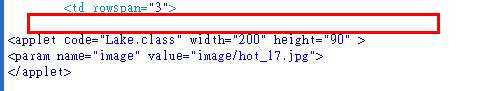 <td rowspan="3">
<applet code="Lake.class" width="200" height="90" >
<param name="image" value="image/hot_17.jpg">
</applet>